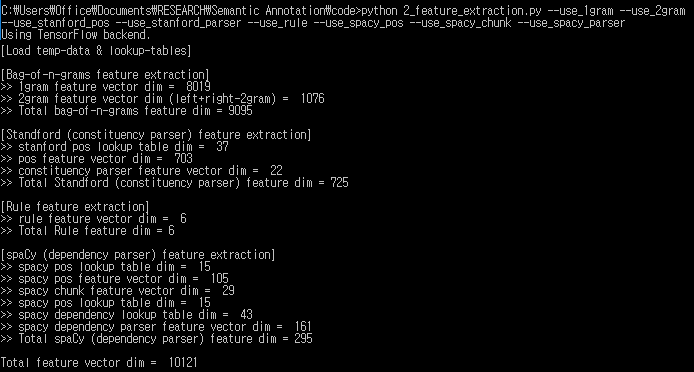 C:₩Users₩Office₩Documents₩RESEARCH₩Semantic Annotation₩code>python 2_feature_extraction.py --use_1gram --use_2gram
--use_stanford_pos --use_stanford_parser --use_rule --use_spacy_pos --use_spacy_chunk --use_spacy_parser
Using TensorFlow backend.
[Load temp-data & lookup-tables]
[Bag-of-n-grams feature extraction]
>> 1gram feature vector dim =  8019
>> 2gram feature vector dim (left+right-2gram) =  1076
>> Total bag-of-n-grams feature dim = 9095
[Standford (constituency parser) feature extraction]
>> stanford pos lookup table dim =  37
>> pos feature vector dim =  703
>> constituency parser feature vector dim =  22
>> Total Standford (constituency parser) feature dim = 725
[Rule feature extraction]
>> rule feature vector dim =  6
>> Total Rule feature dim = 6
[spaCy (dependency parser) feature extraction]
>> spacy pos lookup table dim =  15
>> spacy pos feature vector dim =  105
>> spacy chunk feature vector dim =  29
>> spacy pos lookup table dim =  15
>> spacy dependency lookup table dim =  43
>> spacy dependency parser feature vector dim =  161
>> Total spaCy (dependency parser) feature dim = 295
Total feature vector dim =  10121